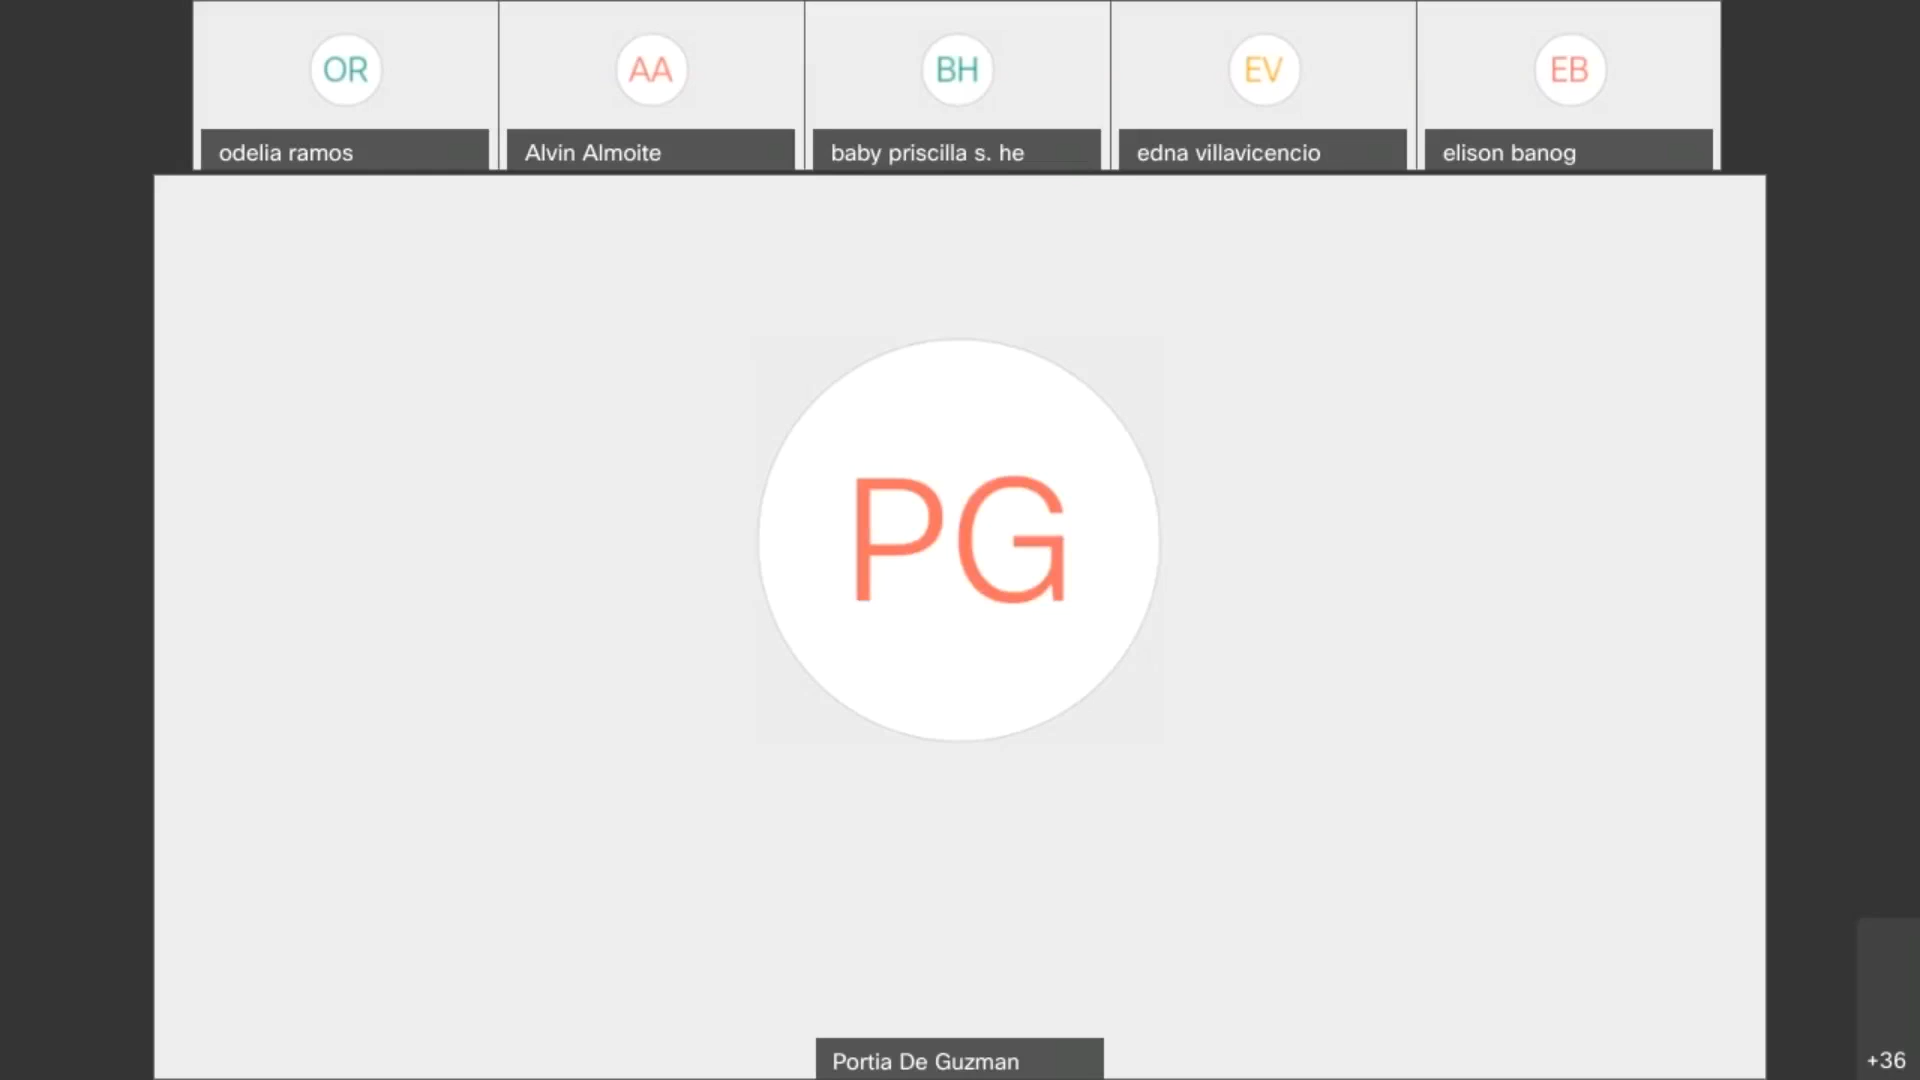 OR
AA
BH
EV
EB
odelia ramos
Alvin Almoite
baby priscilla s. he
edna villavicencio
elison banog
PG
Portia De Guzman
+36